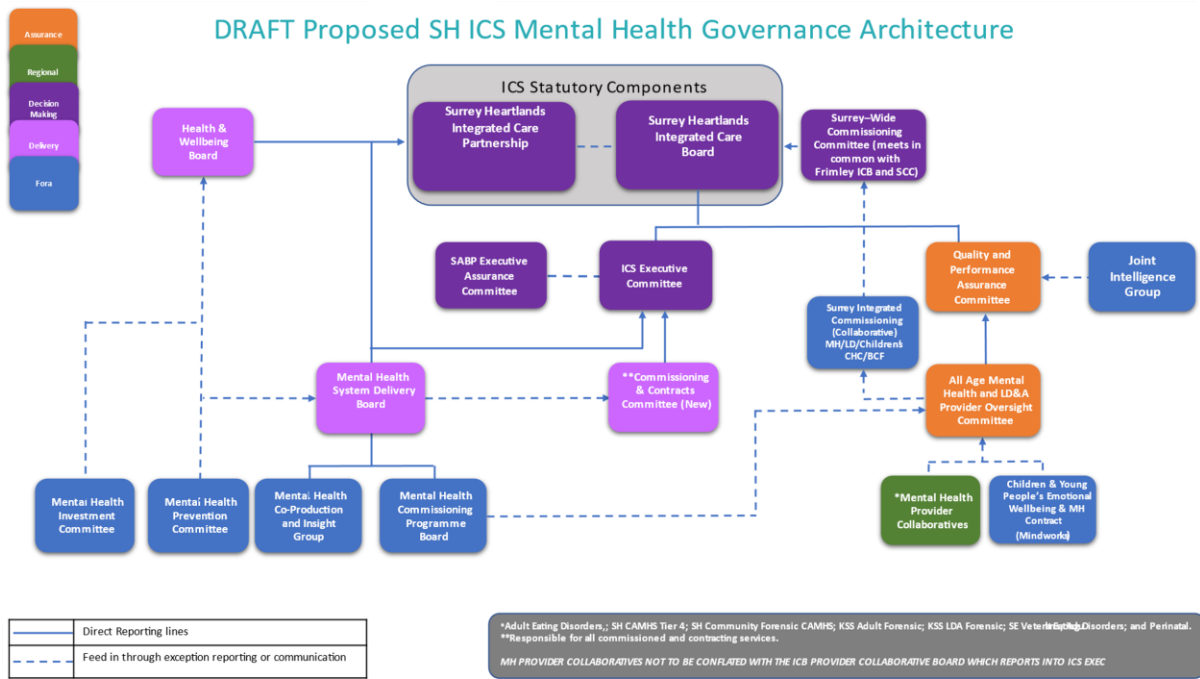 DRAFT Proposed SH ICS Mental Health Governance Architecture
Assurance
Regional
Decision
Making
Delivery
Fora
ICS Statutory Components
Surrey Heartlands
Integrated Care
Partnership
Surrey Heartlands
Integrated Care
Board
Health &
Wellbeing
Board
Surrey–Wide
Commissioning
Committee (meets in
common with
Frimley ICB and SCC)
SABP Executive
Assurance
Committee
ICS Executive
Committee
Quality and
Performance
Assurance
Committee
Joint
Intelligence
Group
Surrey Integrated
Commissioning
(Collaborative)
MH/LD/Children's
CHC/BCF
Mental Health
System Delivery
Board
**Commissioning
& Contracts
Committee (New)
All Age Mental
Health and LD&A
Provider Oversight
Committee
Mental Health
Investment
Committee
Mental Health
Prevention
Committee
Mental Health
Co-Production
and Insight
Group
Mental Health
Commissioning
Programme
Board
*Mental Health
Provider
Collaboratives
Children & Young
People's Emotional
Wellbeing & MH
Contract
(Mindworks)
Direct Reporting lines
Feed in through exception reporting or communication
*Adult Eating Disorders,; SH CAMHS Tier 4; SH Community Forensic CAMHS; KSS Adult Forensic; KSS LDA Forensic; SE Disorders; and Perinatal.
**Responsible for all commissioned and contracting services.
MH PROVIDER COLLABORATIVES NOT TO BE CONFLATED WITH THE ICB PROVIDER COLLABORATIVE BOARD WHICH REPORTS INTO ICS EXEC